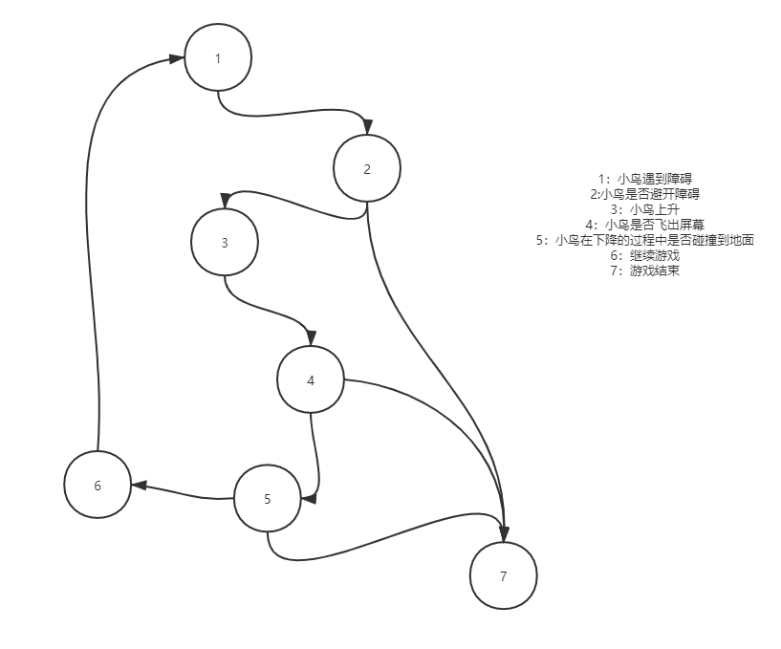 1
2
3
4
5
6
7
1：小鸟遇到障碍
2:小鸟是否避开障碍
3：小鸟上升
4：小鸟是否飞出屏幕
5：小鸟在下降的过程中是否碰撞到地面
6：继续游戏
7：游戏结束